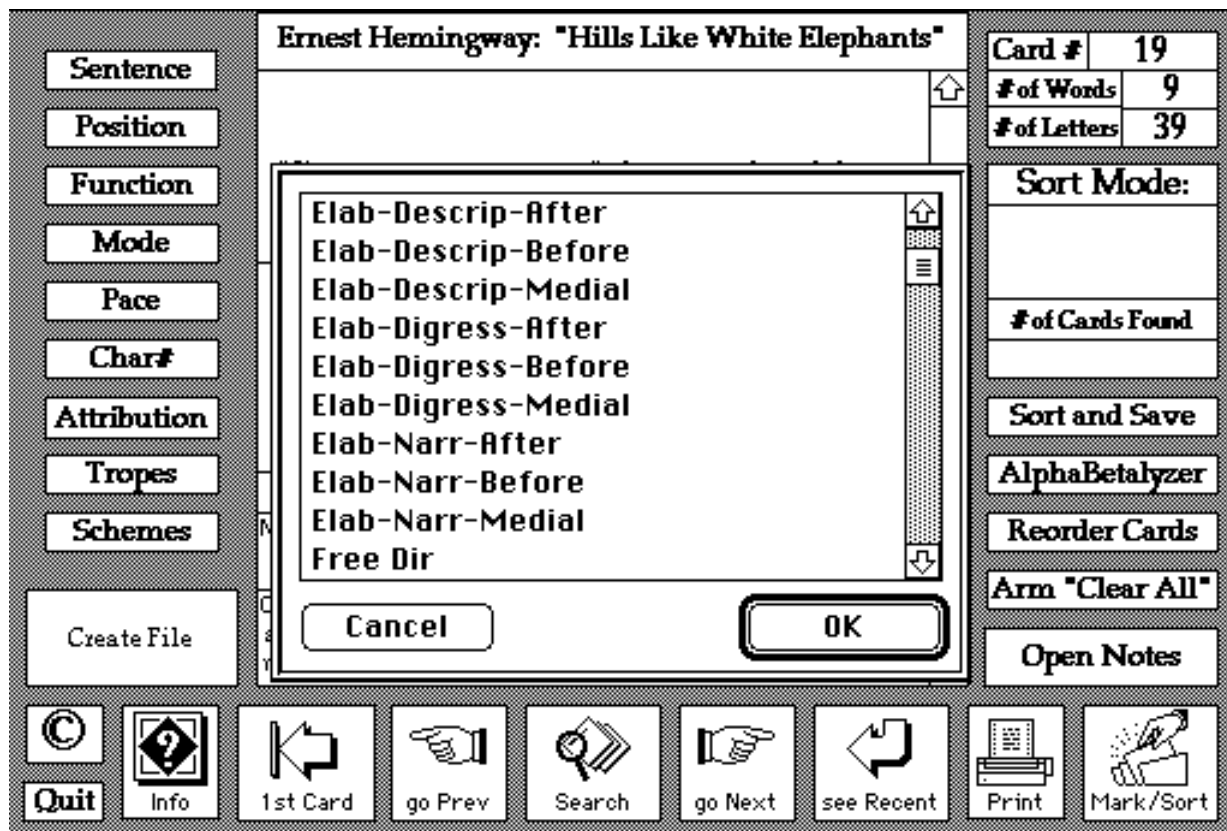 Ernest Hemingway: "Hills Like White Elephants"
Sentence
Position
Function
Mode
Pace
Char#
Attribution
Tropes
Schemes
Create File
Elab-Descrip-After
Elab-Descrip-Before
Elab-Descrip-Medial
Elab-Digress-After
Elab-Digress-Before
Elab-Digress-Medial
Elab-Narr-After
Elab-Narr-Before
Elab-Narr-Medial
Free Dir
Cancel
OK
Card # 19
# of Words 9
# of Letters 39
Sort Mode:
# of Cards Found
Sort and Save
AlphaBetalyzer
Reorder Cards
Arm "Clear All"
Open Notes
©
Quit
?
Info
1st Card
go Prev
Search
go Next
see Recent
Print
Mark/Sort